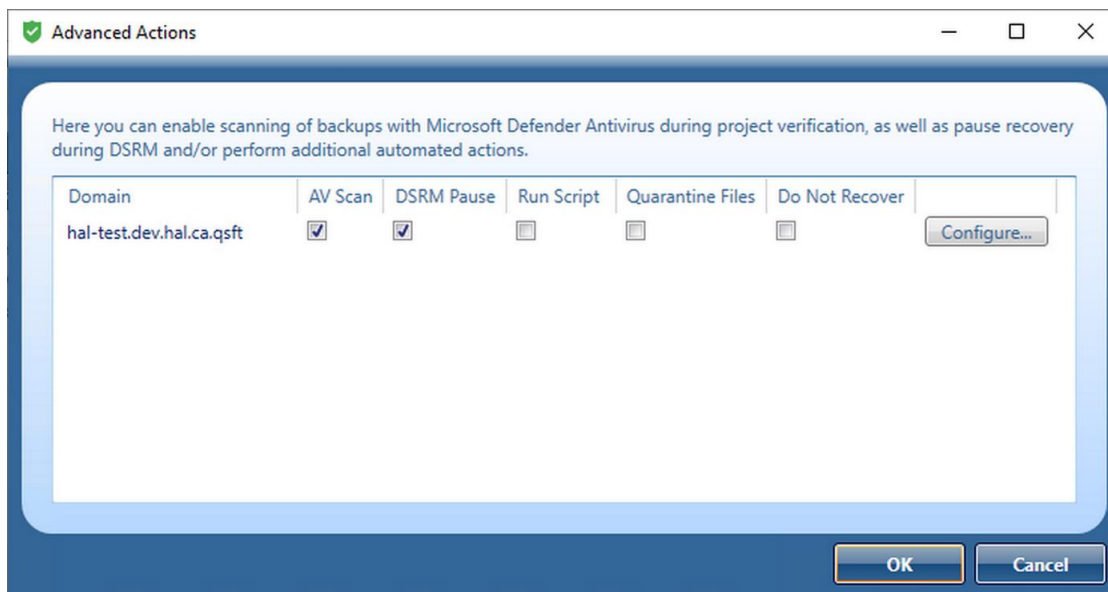 Advanced Actions
Here you can enable scanning of backups with Microsoft Defender Antivirus during project verification, as well as pause recovery
during DSRM and/or perform additional automated actions.
Domain AV Scan DSRM Pause Run Script Quarantine Files Do Not Recover
hal-test.dev.hal.ca.qsft Configure...
OK Cancel